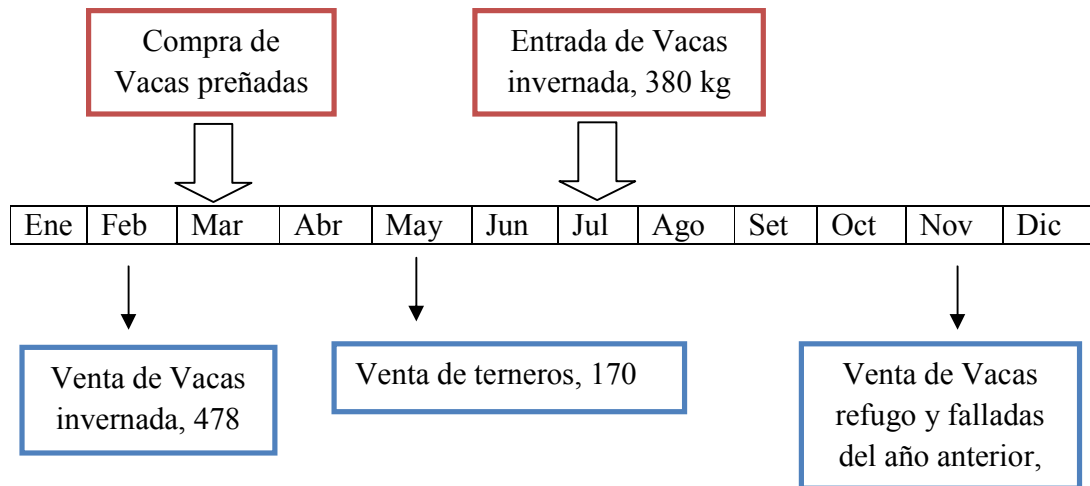 Compra de
Vacas preñadas
Entrada de Vacas
invernada, 380 kg
Ene Feb Mar Abr May Jun Jul Ago Set Oct Nov Dic
Venta de Vacas
invernada, 478
Venta de terneros, 170
Venta de Vacas
refugo y falladas
del año anterior,